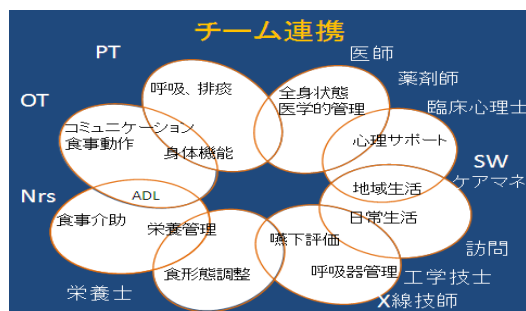 チーム連携
PT
医師
呼吸、排痰
全身状態
医学的管理
薬剤師
OT
臨床心理士
コミュニケーション
食事動作
身体機能
心理サポート
SW
ケアマネ
地域生活
Nrs
ADL
食事介助
栄養管理
日常生活
嚥下評価
訪問
食形態調整
呼吸器管理
工学技士
栄養士
X線技師